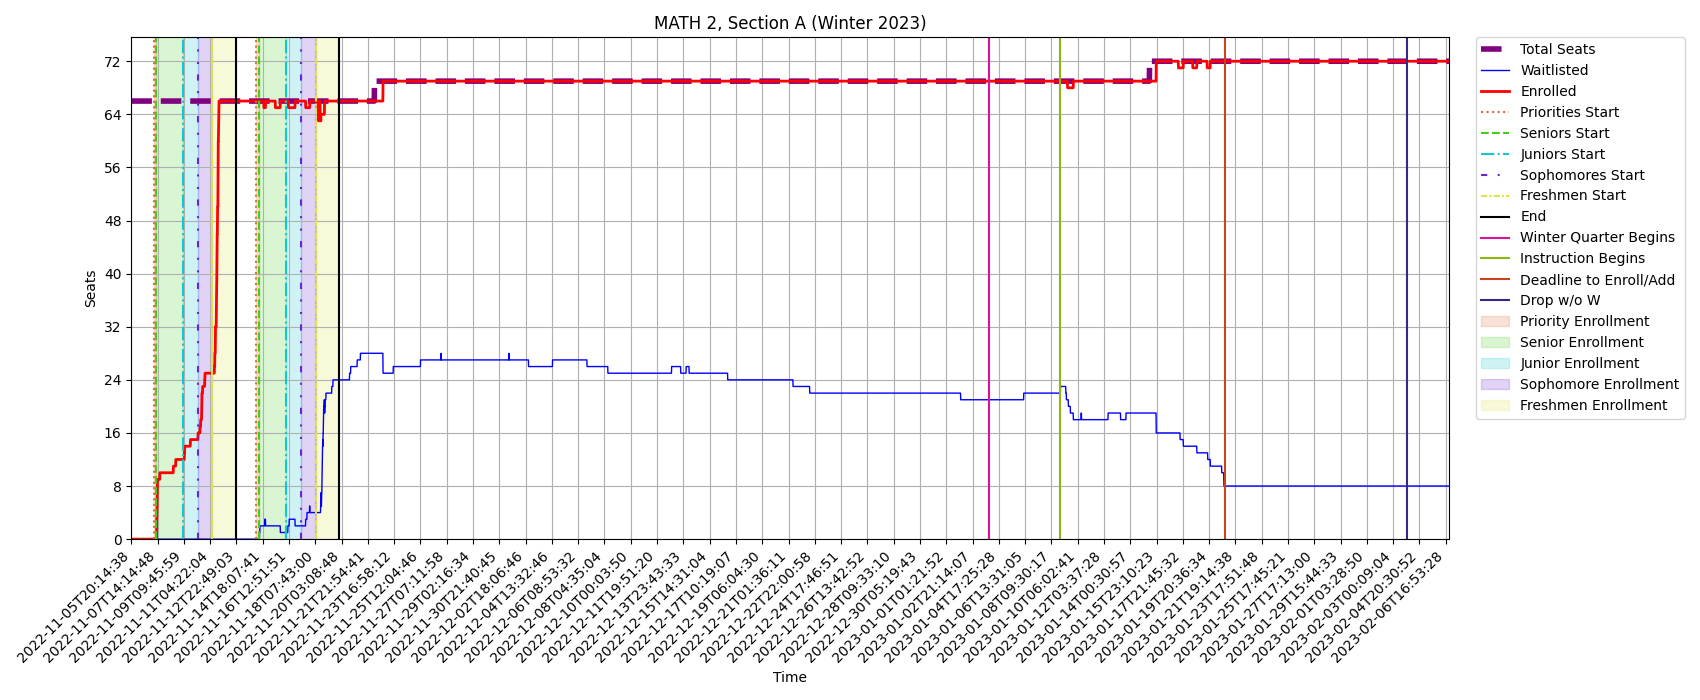 MATH 2, Section A (Winter 2023)
Seats
72
64
56
48
40
32
24
16
8
0
Total Seats
Waitlisted
Enrolled
Priorities Start
Seniors Start
Juniors Start
Sophomores Start
Freshmen Start
End
Winter Quarter Begins
Instruction Begins
Deadline to Enroll/Add
Drop w/o W
Priority Enrollment
Senior Enrollment
Junior Enrollment
Sophomore Enrollment
Freshmen Enrollment
2022-11-05T20:14:38
2022-11-07T14:14:48
2022-11-09T09:45:59
2022-11-11T04:22:04
2022-11-12T22:49:03
2022-11-14T18:07:41
2022-11-16T12:51:51
2022-11-18T07:43:00
2022-11-20T03:08:48
2022-11-21T21:54:41
2022-11-23T16:58:12
2022-11-25T12:04:46
2022-11-27T07:11:58
2022-11-29T02:16:34
2022-11-30T21:40:45
2022-12-02T18:06:46
2022-12-04T13:32:46
2022-12-06T08:53:32
2022-12-08T04:35:04
2022-12-10T00:03:50
2022-12-11T19:51:20
2022-12-13T23:43:33
2022-12-15T14:31:04
2022-12-17T10:19:07
2022-12-19T06:04:30
2022-12-21T01:36:11
2022-12-22T22:00:58
2022-12-24T17:46:51
2022-12-26T13:42:52
2022-12-28T09:33:10
2022-12-30T05:19:43
2023-01-01T01:21:52
2023-01-02T21:14:07
2023-01-04T17:25:28
2023-01-06T13:31:05
2023-01-08T09:30:17
2023-01-10T06:02:41
2023-01-12T03:37:28
2023-01-14T00:30:57
2023-01-15T23:10:23
2023-01-17T21:45:32
2023-01-19T20:36:34
2023-01-21T19:14:38
2023-01-23T17:51:48
2023-01-25T17:45:21
2023-01-27T17:13:00
2023-01-29T15:44:33
2023-02-01T03:28:50
2023-02-03T00:09:04
2023-02-04T20:30:52
2023-02-06T16:53:28
Time